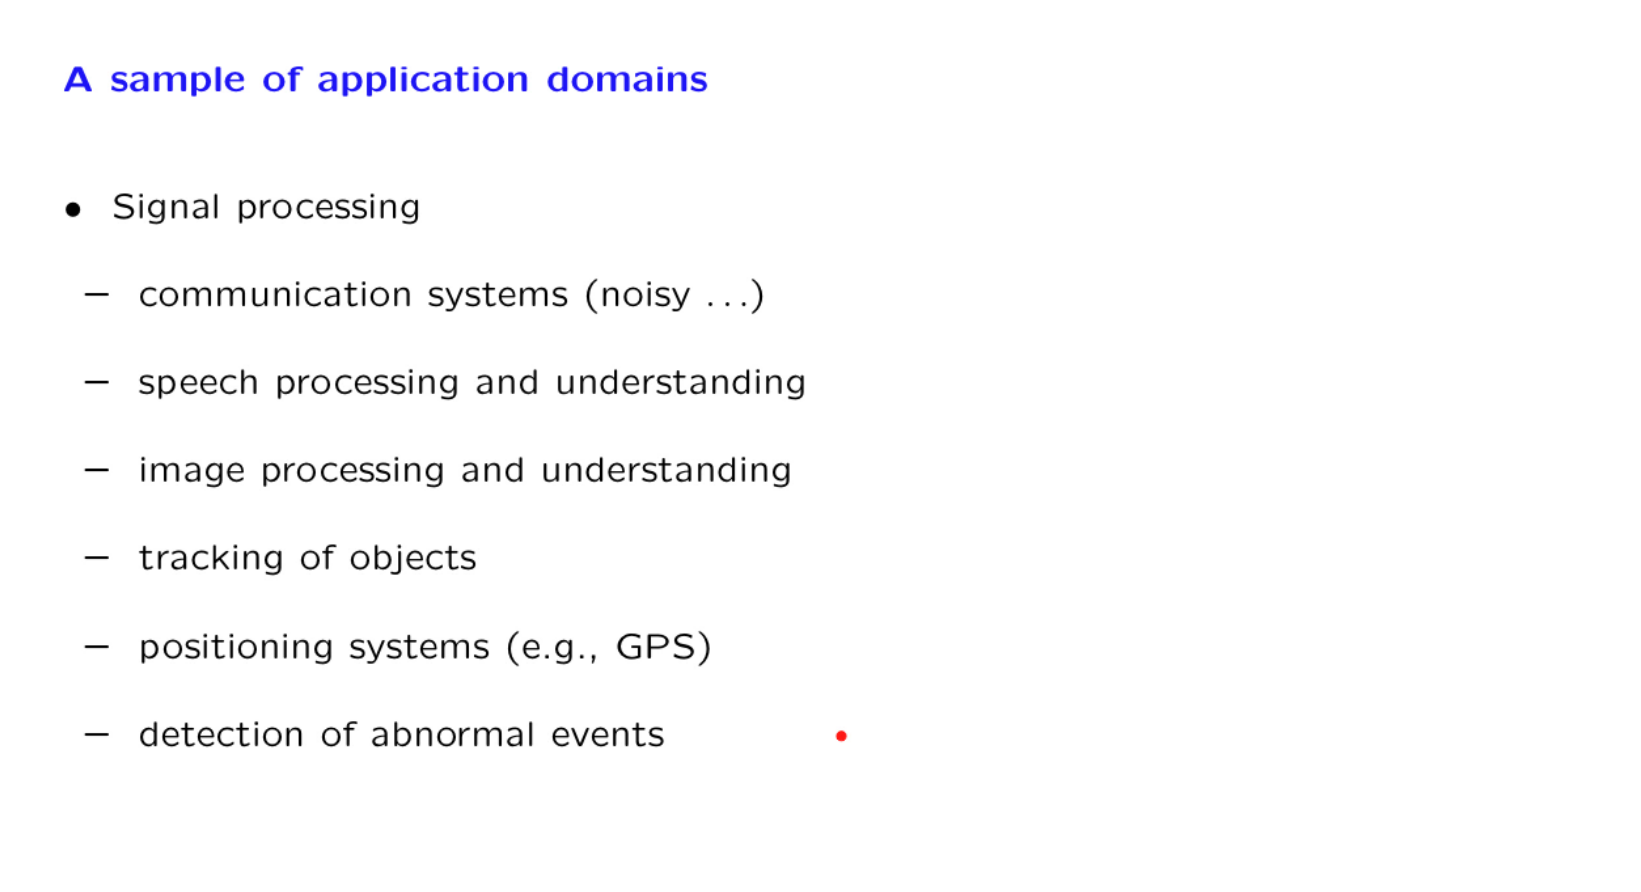 A sample of application domains
• Signal processing
– communication systems (noisy ...)
– speech processing and understanding
– image processing and understanding
– tracking of objects
– positioning systems (e.g., GPS)
– detection of abnormal events